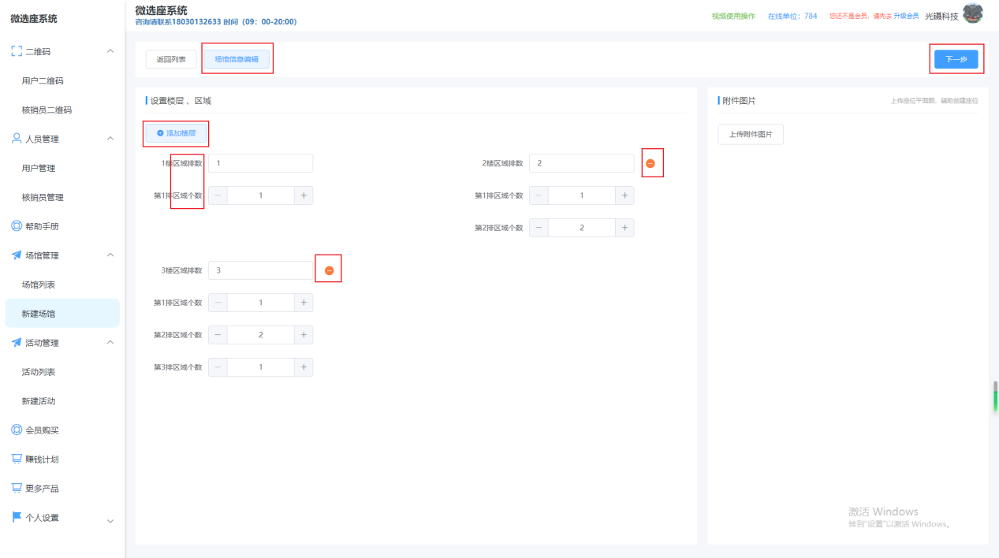 微选座系统
二维码
用户二维码
核销员二维码
人员管理
用户管理
核销员管理
帮助手册
场馆管理
场馆列表
新建场馆
活动管理
活动列表
新建活动
会员购买
赚钱计划
更多产品
个人设置
微选座系统
咨询请联系18030132633 时间（09：00-20:00）
视频使用操作 在线单位：784 您还不是会员，请先去 升级会员 光镊科技
返回列表 场馆信息编辑 下一步
设置楼层 、区域
添加楼层
1楼区域排数 1
第1排区域个数 1
2楼区域排数 2
第1排区域个数 1
第2排区域个数 2
3楼区域排数 3
第1排区域个数 1
第2排区域个数 2
第3排区域个数 1
附件图片 上传座位平面图，辅助创建座位
上传附件图片
激活 Windows
转到"设置"以激活 Windows。